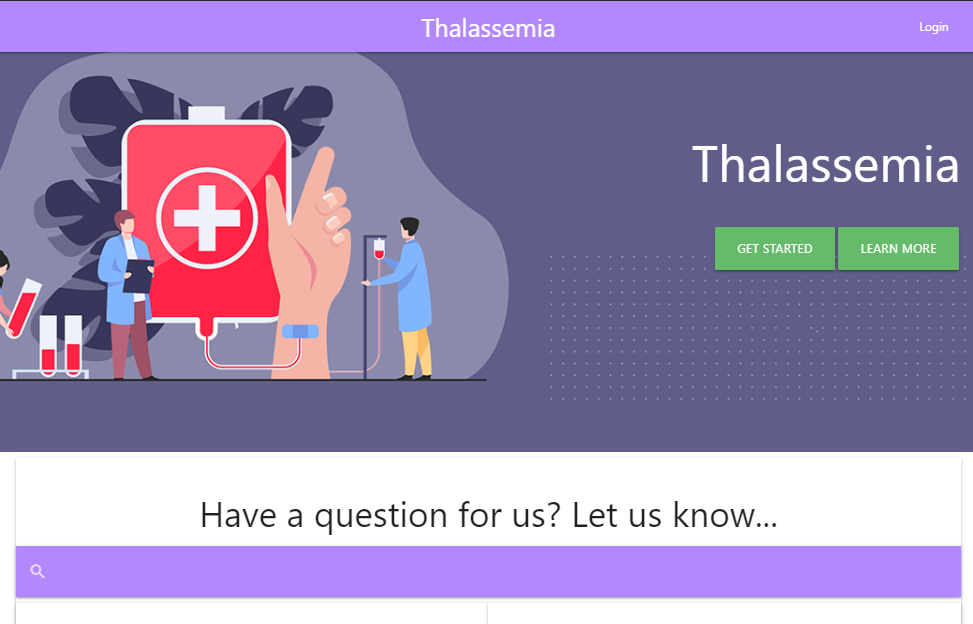 Thalassemia
Login
Thalassemia
GET STARTED
LEARN MORE
Have a question for us? Let us know...